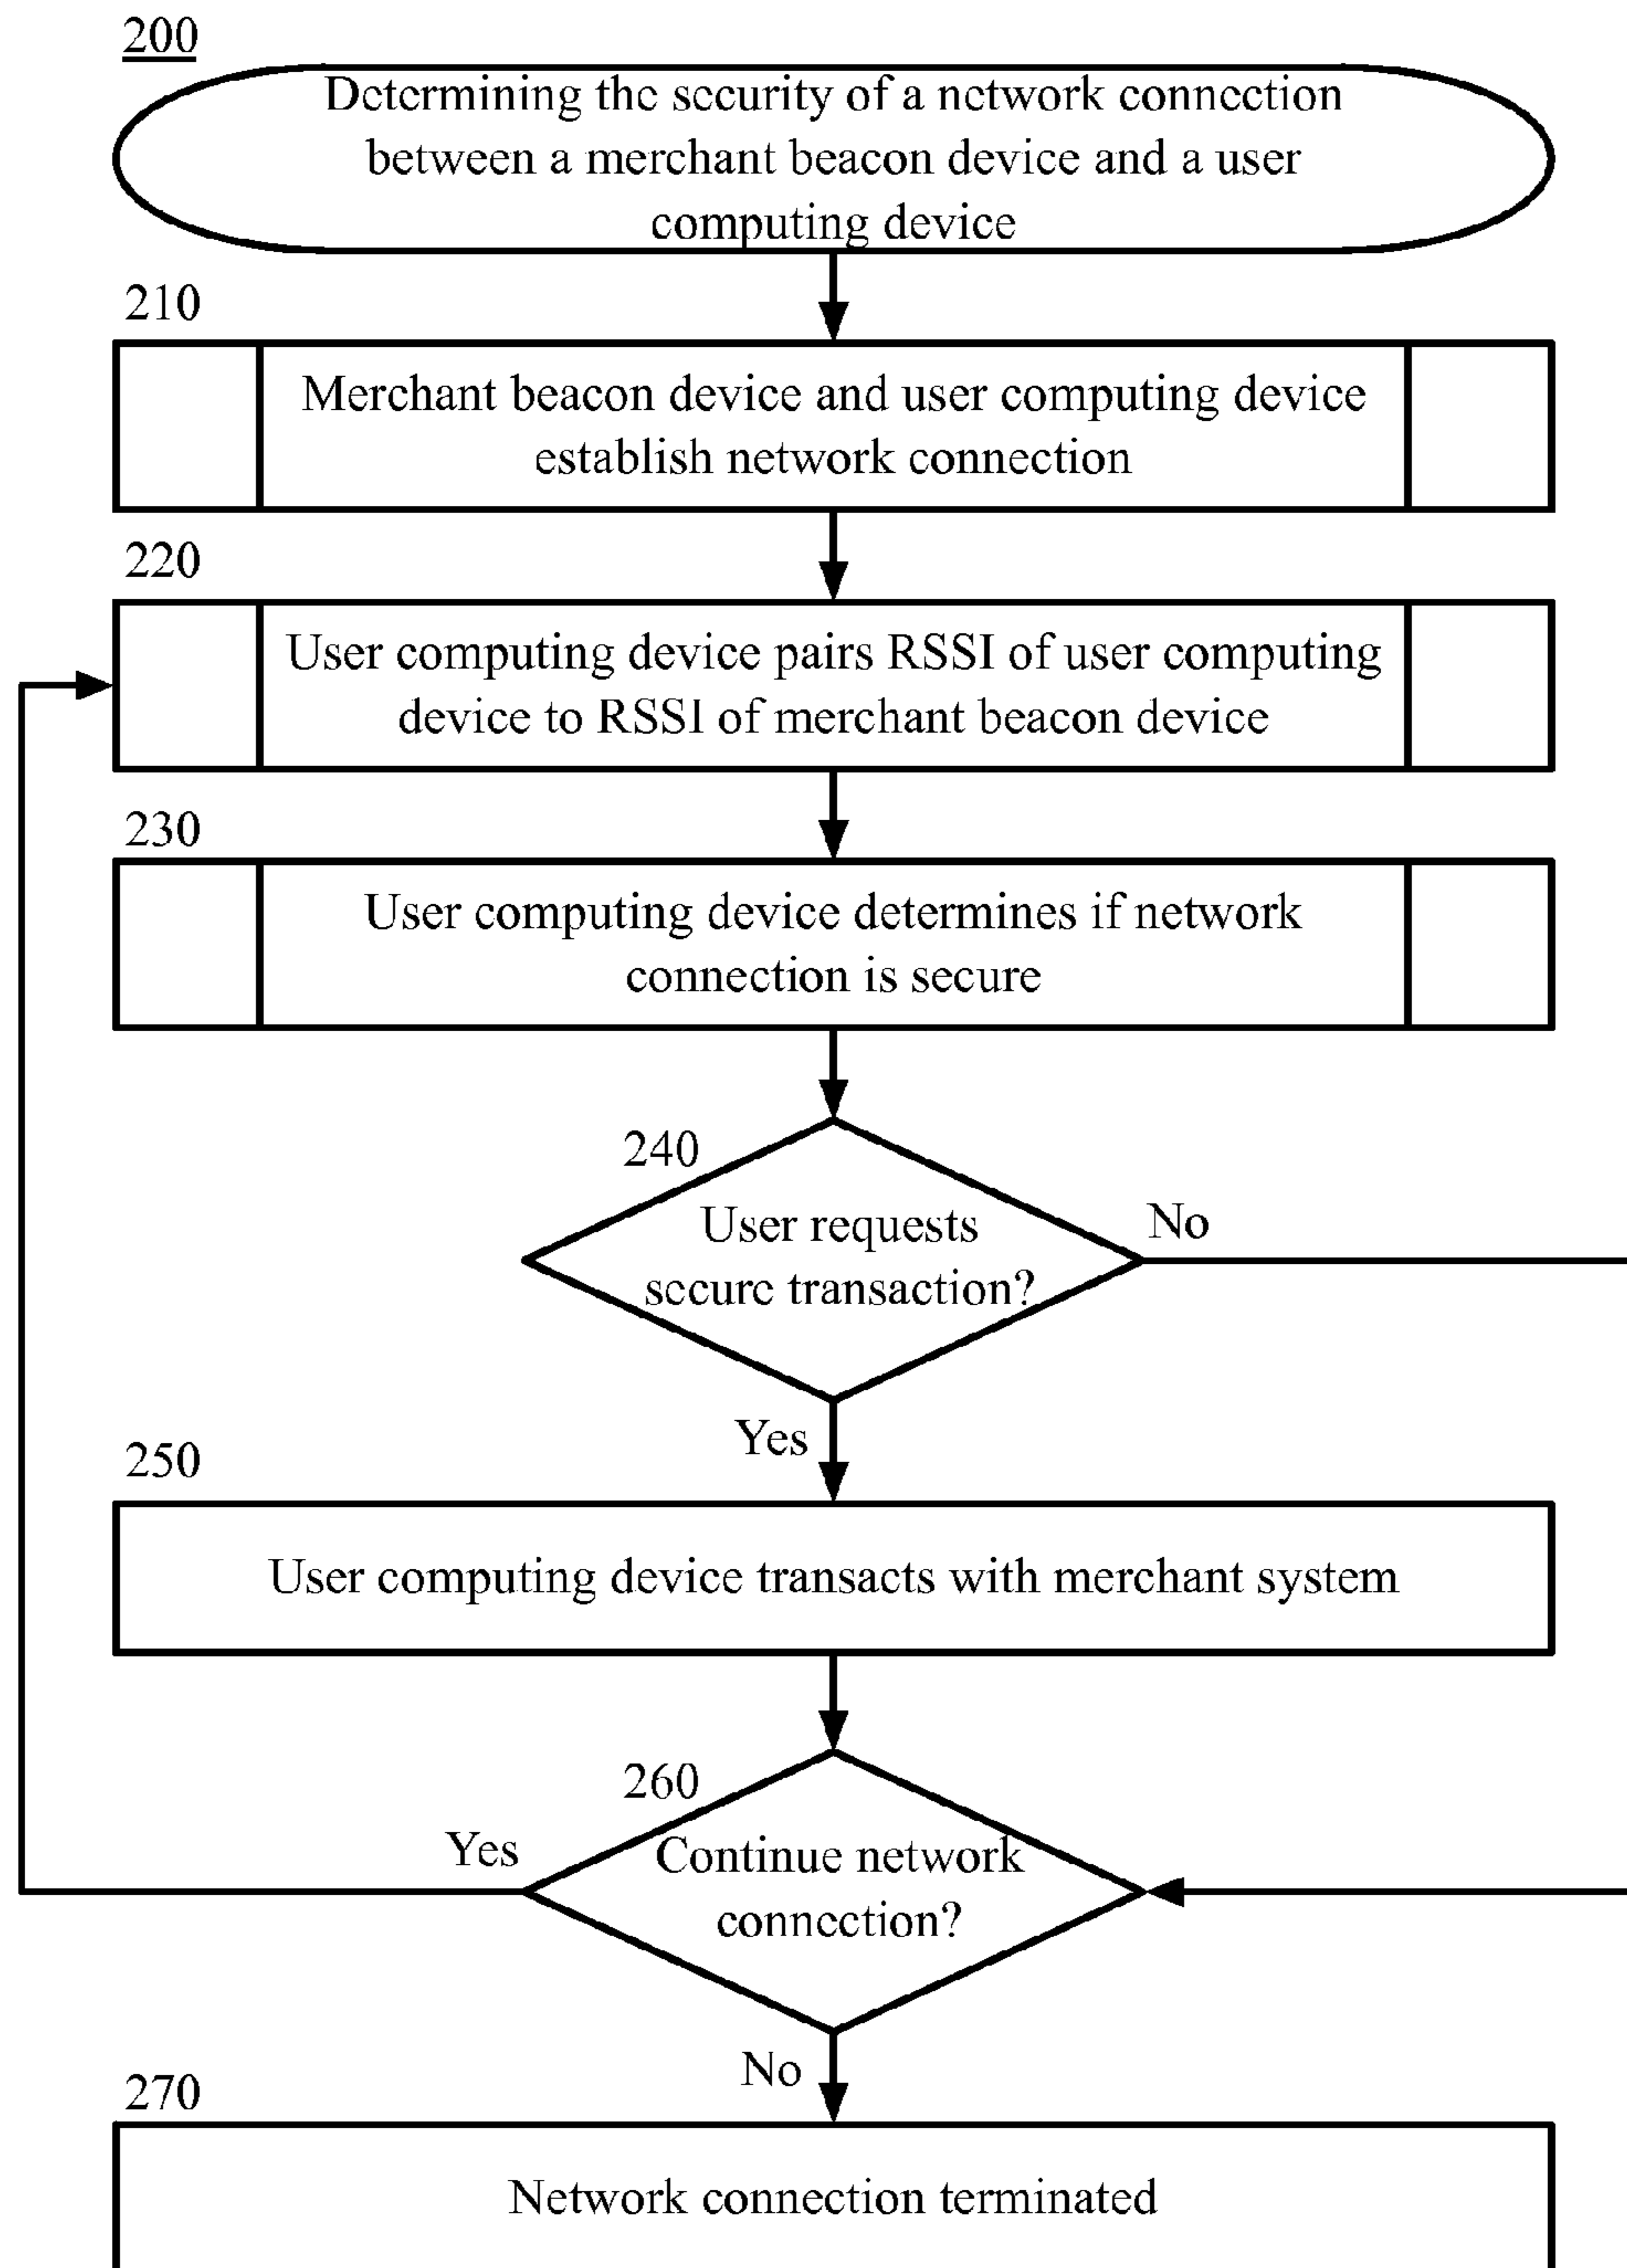 200
Determining the security of a network connection
between a merchant beacon device and a user
computing device
210
Merchant beacon device and user computing device
establish network connection
220
User computing device pairs RSSI of user computing
device to RSSI of merchant beacon device
230
User computing device determines if network
connection is secure
240
User requests
secure transaction?
No
Yes
250
User computing device transacts with merchant system
260
Yes
Continue network
connection?
No
270
Network connection terminated